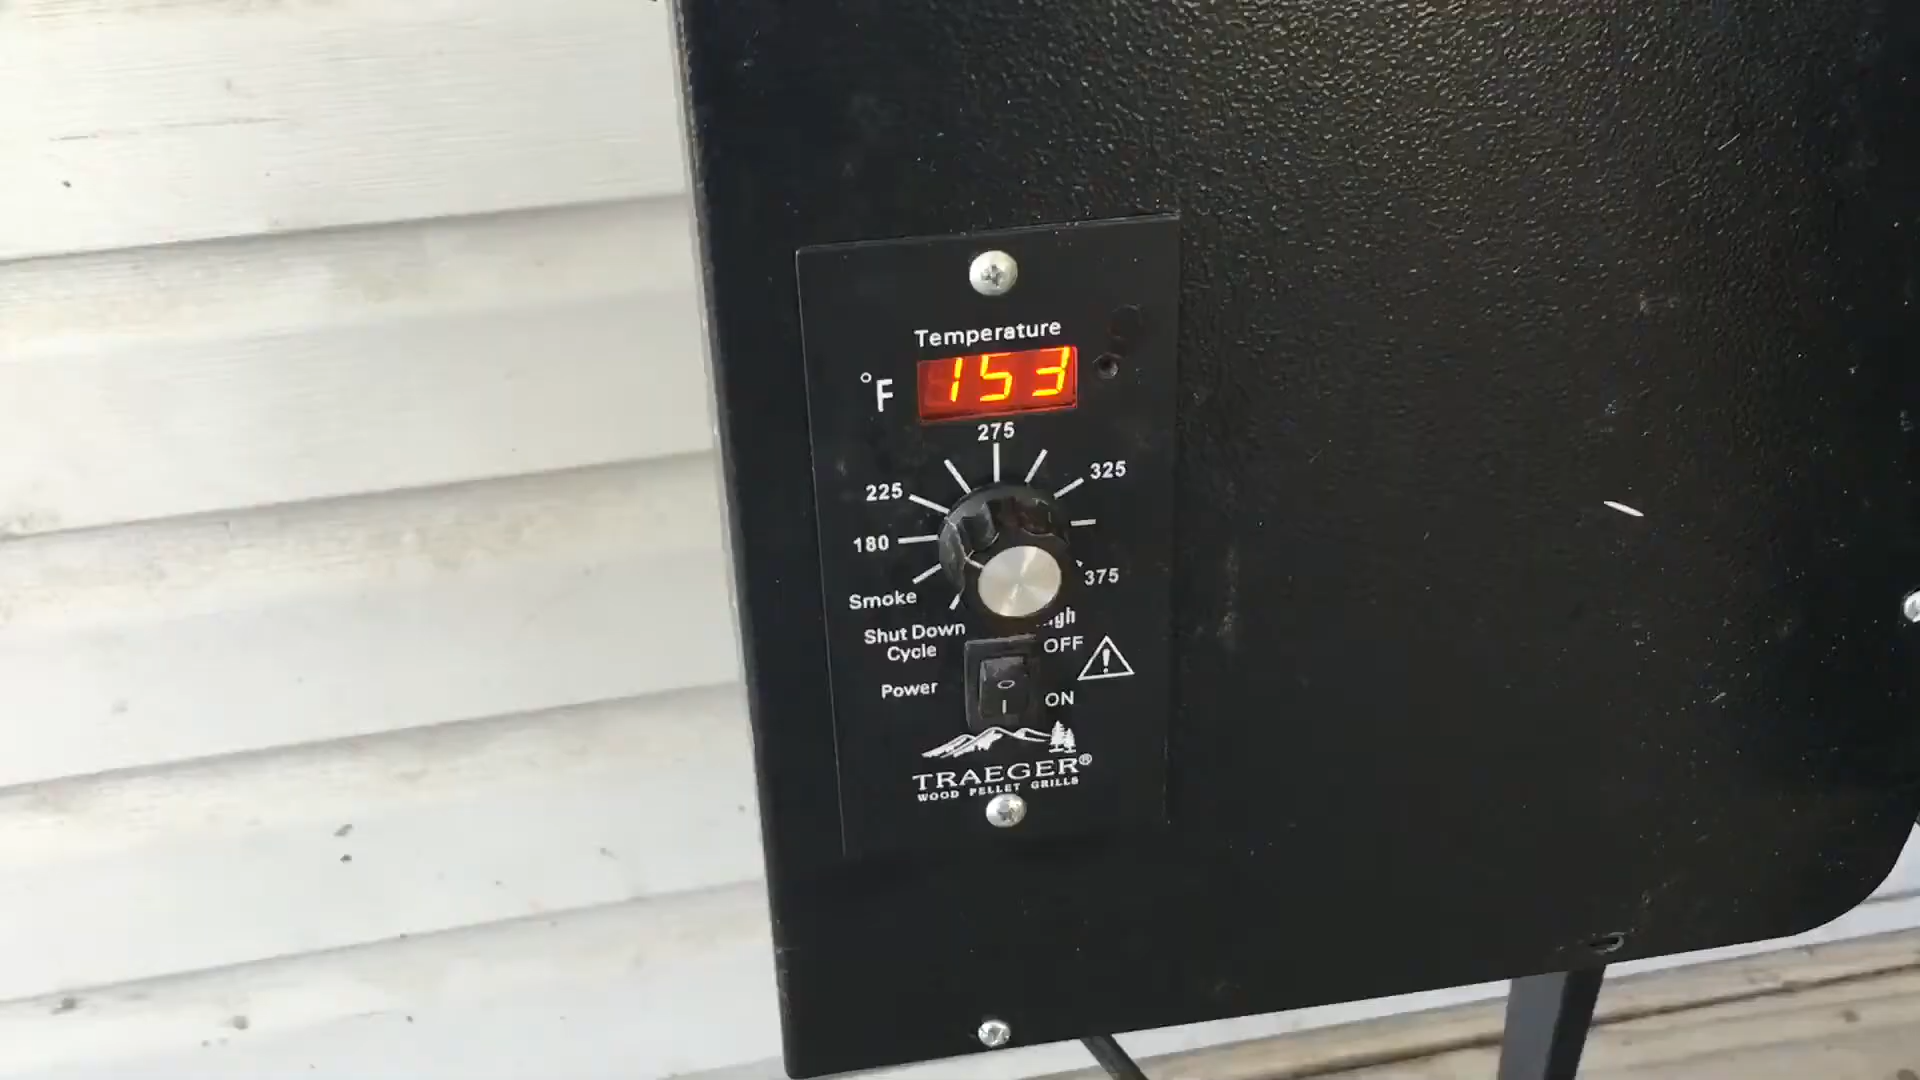 Temperature
°F 153
275
225
325
180
375
Smoke
Shut Down
Cycle
OFF
Power
ON
TRAEGER®
WOOD PELLET GRILLS